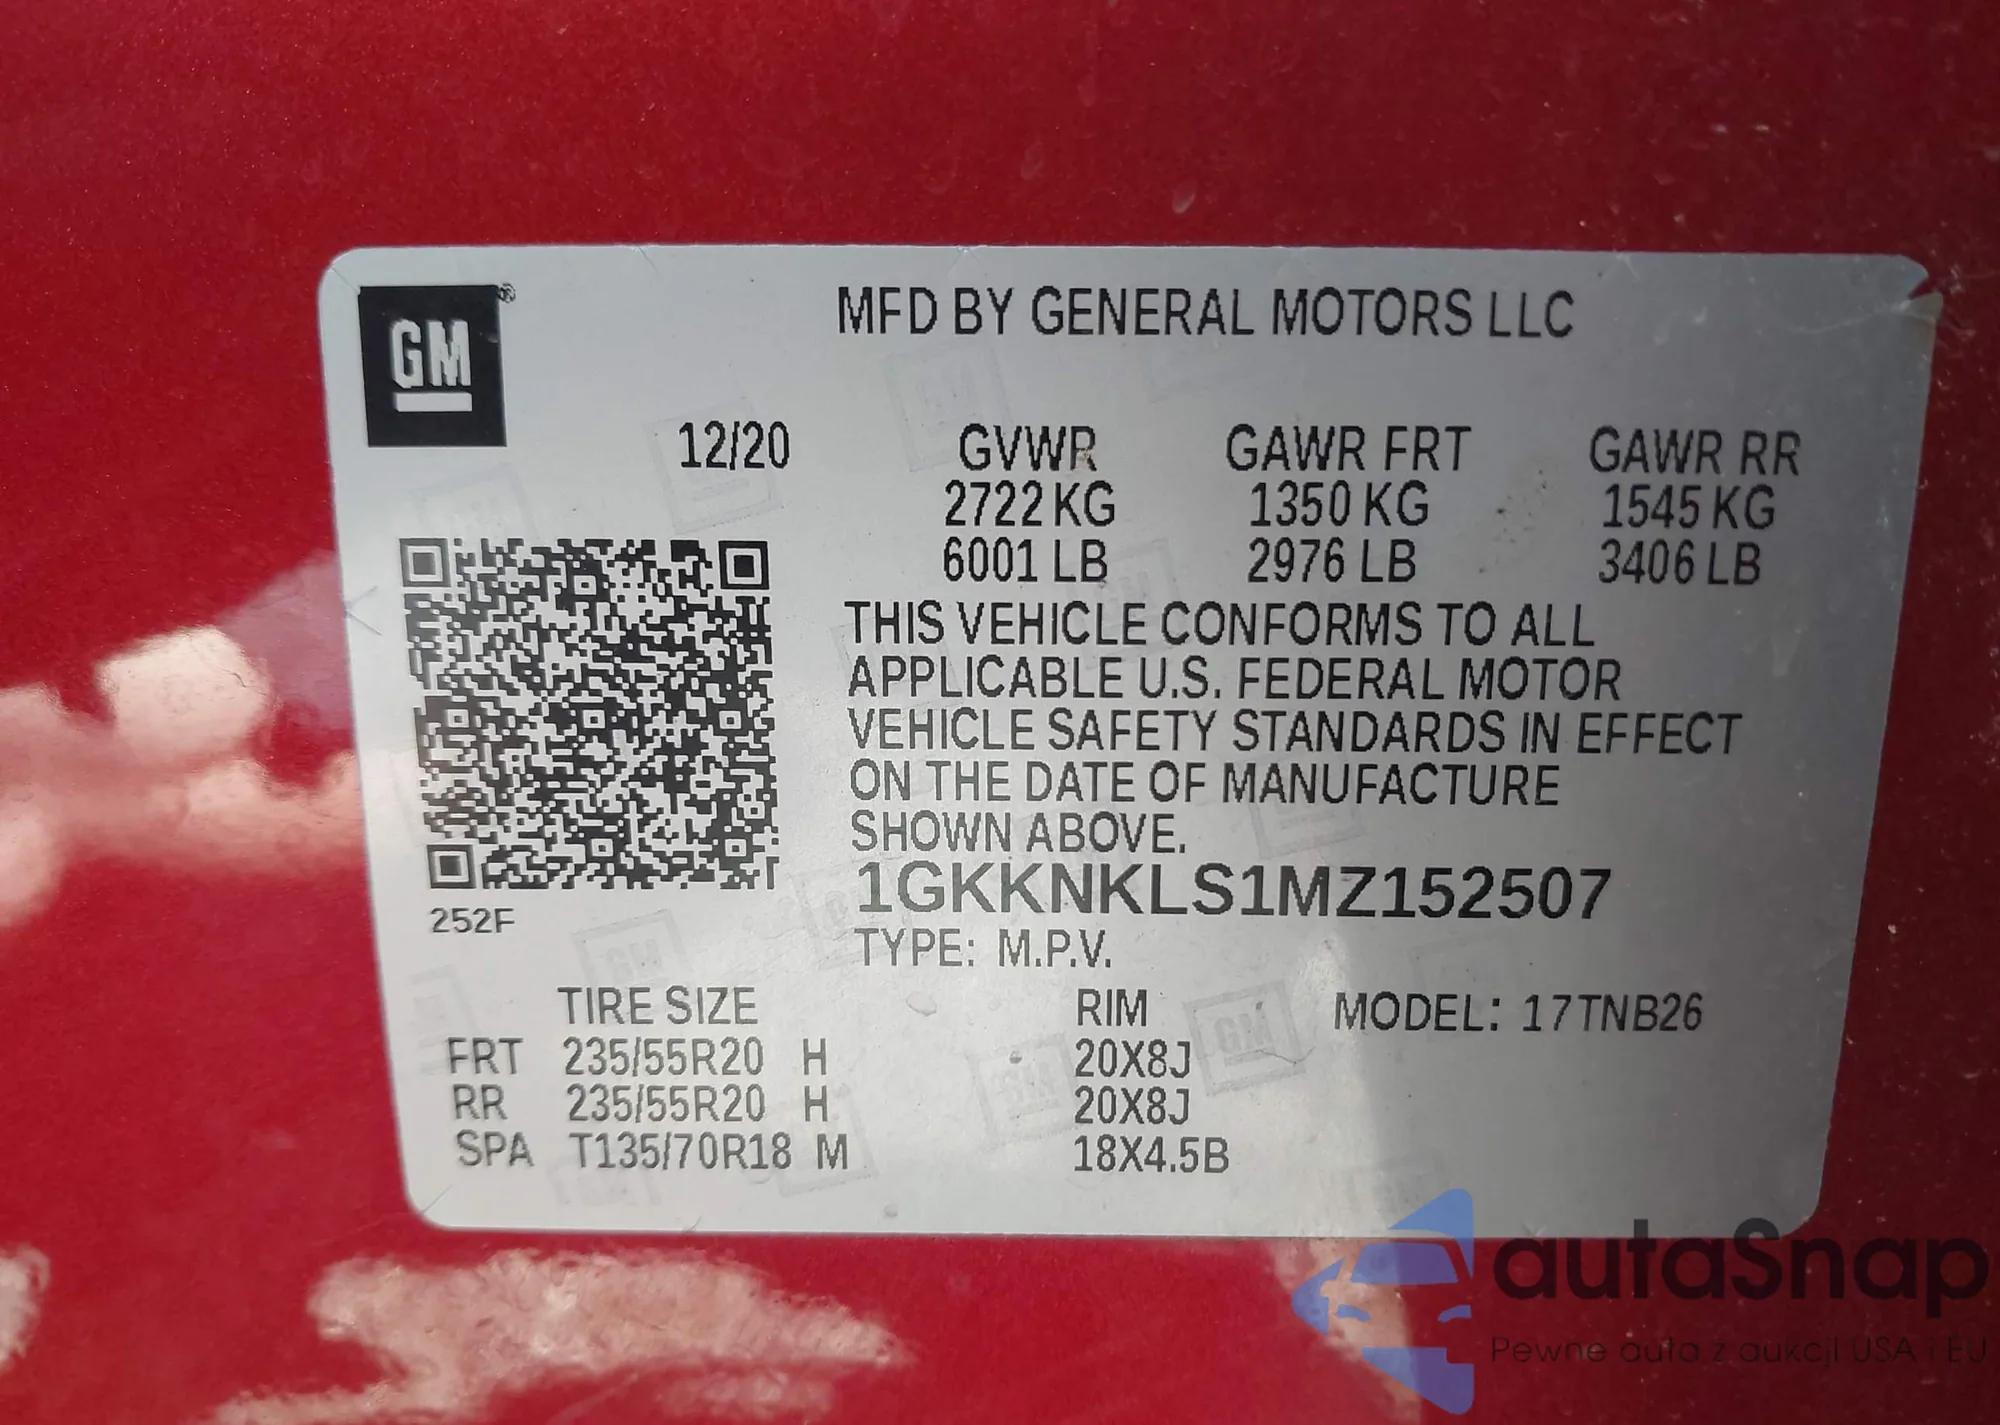 GM®
MFD BY GENERAL MOTORS LLC
12/20 GVWR GAWR FRT GAWR RR
2722 KG 1350 KG 1545 KG
6001 LB 2976 LB 3406 LB
THIS VEHICLE CONFORMS TO ALL
APPLICABLE U.S. FEDERAL MOTOR
VEHICLE SAFETY STANDARDS IN EFFECT
ON THE DATE OF MANUFACTURE
SHOWN ABOVE.
1GKKNKLS1MZ152507
252F
TYPE: M.P.V.
TIRE SIZE RIM MODEL: 17TNB26
FRT 235/55R20 H 20X8J
RR 235/55R20 H 20X8J
SPA T135/70R18 M 18X4.5B
autaSnap
Pewne auta z aukcji USA i EU